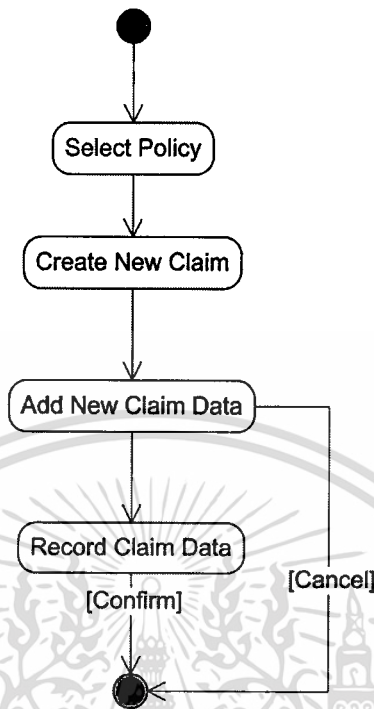 Select Policy
Create New Claim
Add New Claim Data
Record Claim Data
[Cancel]
[Confirm]